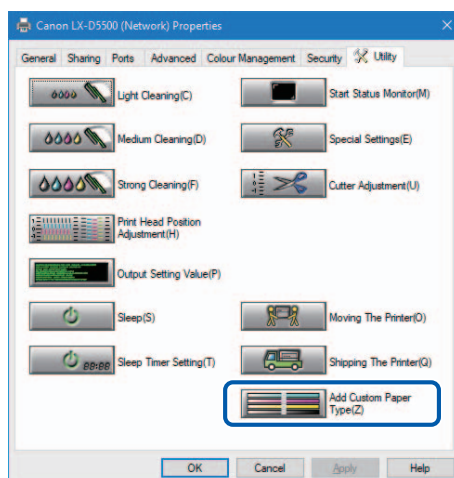 Canon LX-D5500 (Network) Properties
General Sharing Ports Advanced Colour Management Security Utility
Light Cleaning(C)
Start Status Monitor(M)
Medium Cleaning(D)
Special Settings(E)
Strong Cleaning(F)
Cutter Adjustment(U)
Print Head Position
Adjustment(H)
Output Setting Value(P)
Sleep(S)
Moving The Printer(O)
88:88
Sleep Timer Setting(T)
Shipping The Printer(Q)
Add Custom Paper
Type(Z)
OK Cancel Apply Help